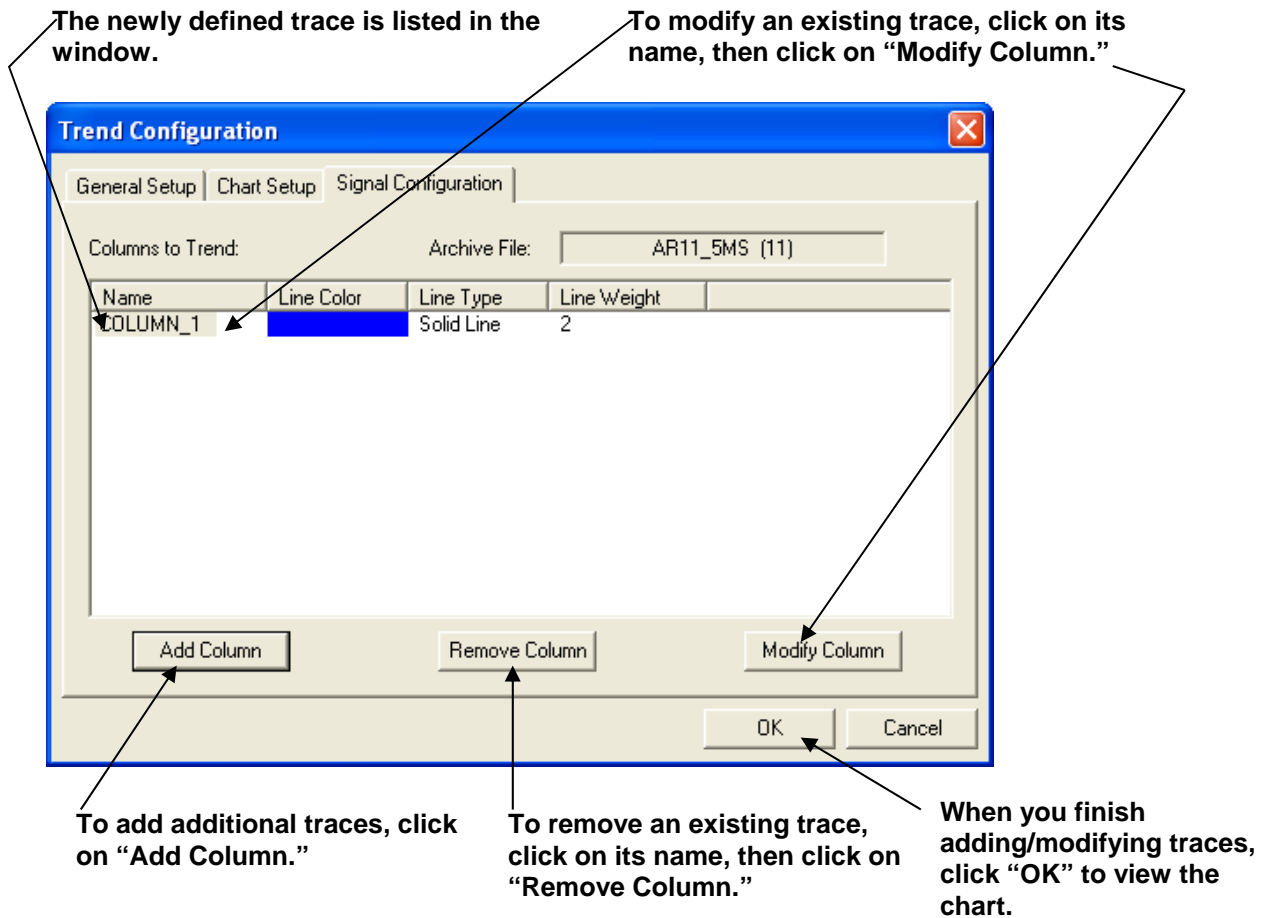 The newly defined trace is listed in the
window.
To modify an existing trace, click on its
name, then click on “Modify Column.”
Trend Configuration
General Setup Chart Setup Signal Configuration
Columns to Trend: Archive File: AR11_5MS (11)
Name Line Color Line Type Line Weight
COLUMN_1 Solid Line 2
Add Column Remove Column Modify Column
OK Cancel
To add additional traces, click
on “Add Column.”
To remove an existing trace,
click on its name, then click on
“Remove Column.”
When you finish
adding/modifying traces,
click “OK” to view the
chart.